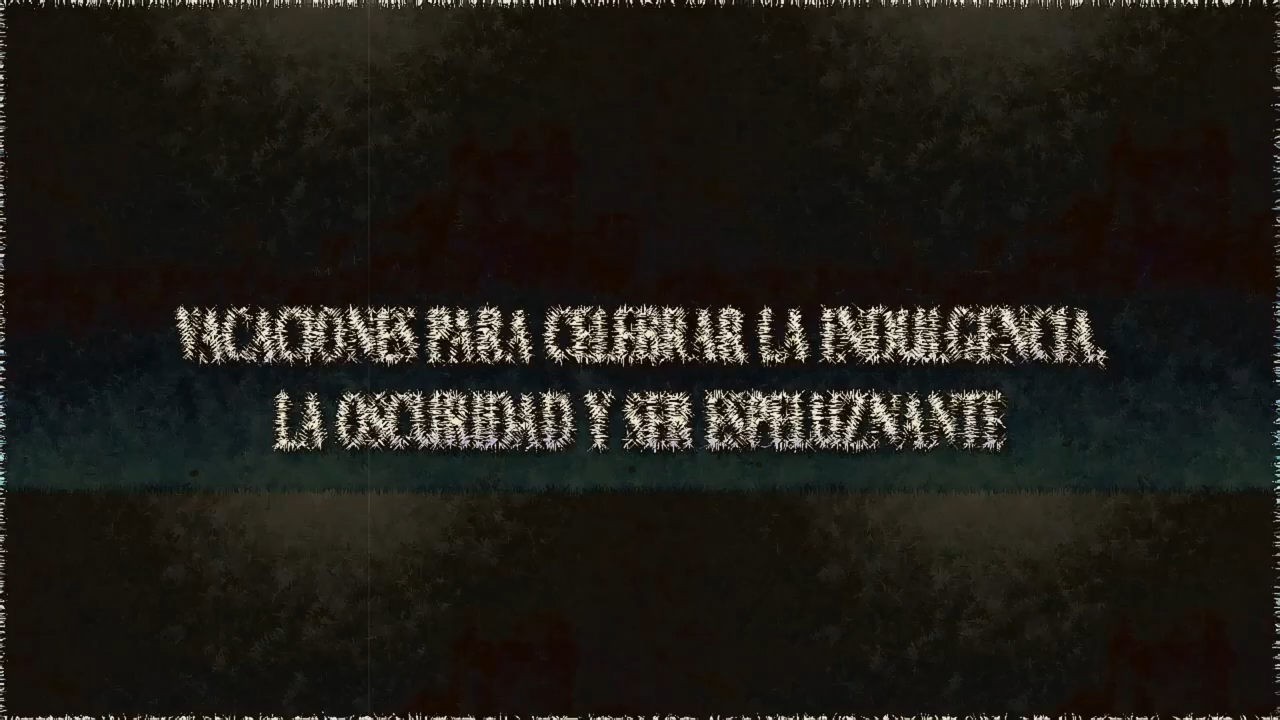 VACACIONES PARA CELEBRAR LA INDULGENCIA,
LA OSCURIDAD Y SER ESPELUZNANTE